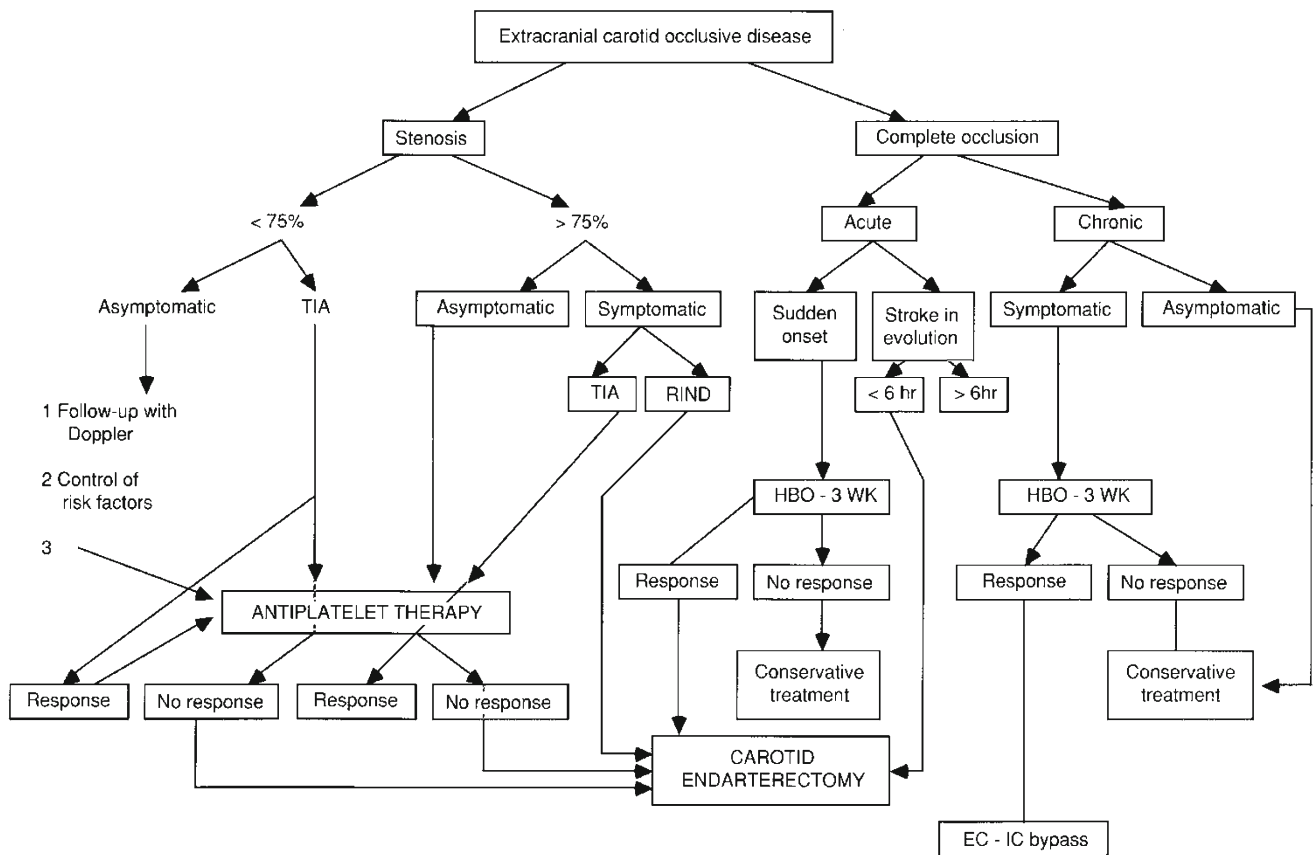 Extracranial carotid occlusive disease
Stenosis
Complete occlusion
< 75%
> 75%
Acute
Chronic
Asymptomatic
TIA
Asymptomatic
Symptomatic
Sudden
onset
Stroke in
evolution
Symptomatic
Asymptomatic
TIA
RIND
< 6 hr
> 6hr
1 Follow-up with
Doppler
2 Control of
risk factors
3
HBO - 3 WK
HBO - 3 WK
Response
No response
Response
No response
ANTIPLATELET THERAPY
Response
No response
Response
No response
Conservative
treatment
Conservative
treatment
CAROTID
ENDARTERECTOMY
EC - IC bypass